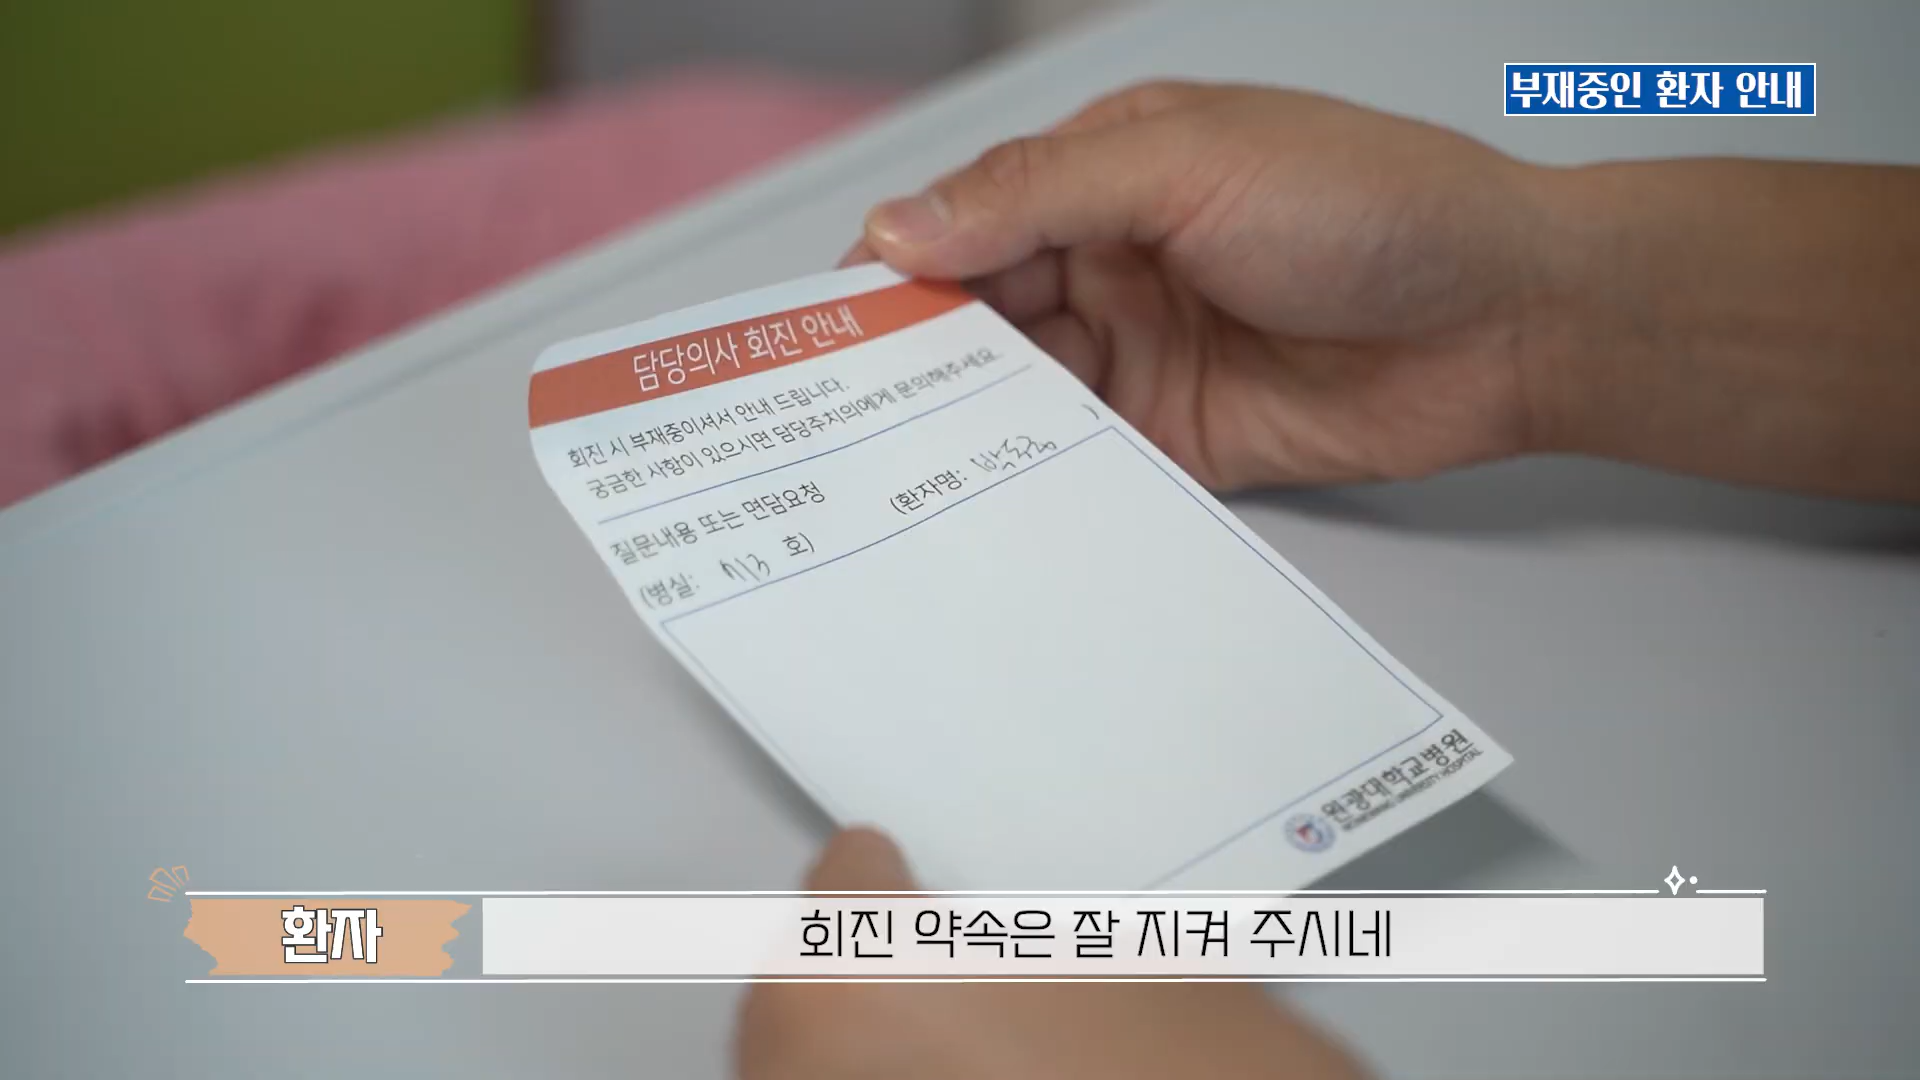 부재중인 환자 안내
담당의사 회진 안내
회진 시 부재중이셔서 안내 드립니다.
궁금한 사항이 있으시면 담당주치의에게 문의해주세요.
질문내용 또는 면담요청
(병실: 713 호) (환자명: )
원광대학교병원
WONKWANG UNIVERSITY HOSPITAL
환자
회진 약속은 잘 지켜 주시네